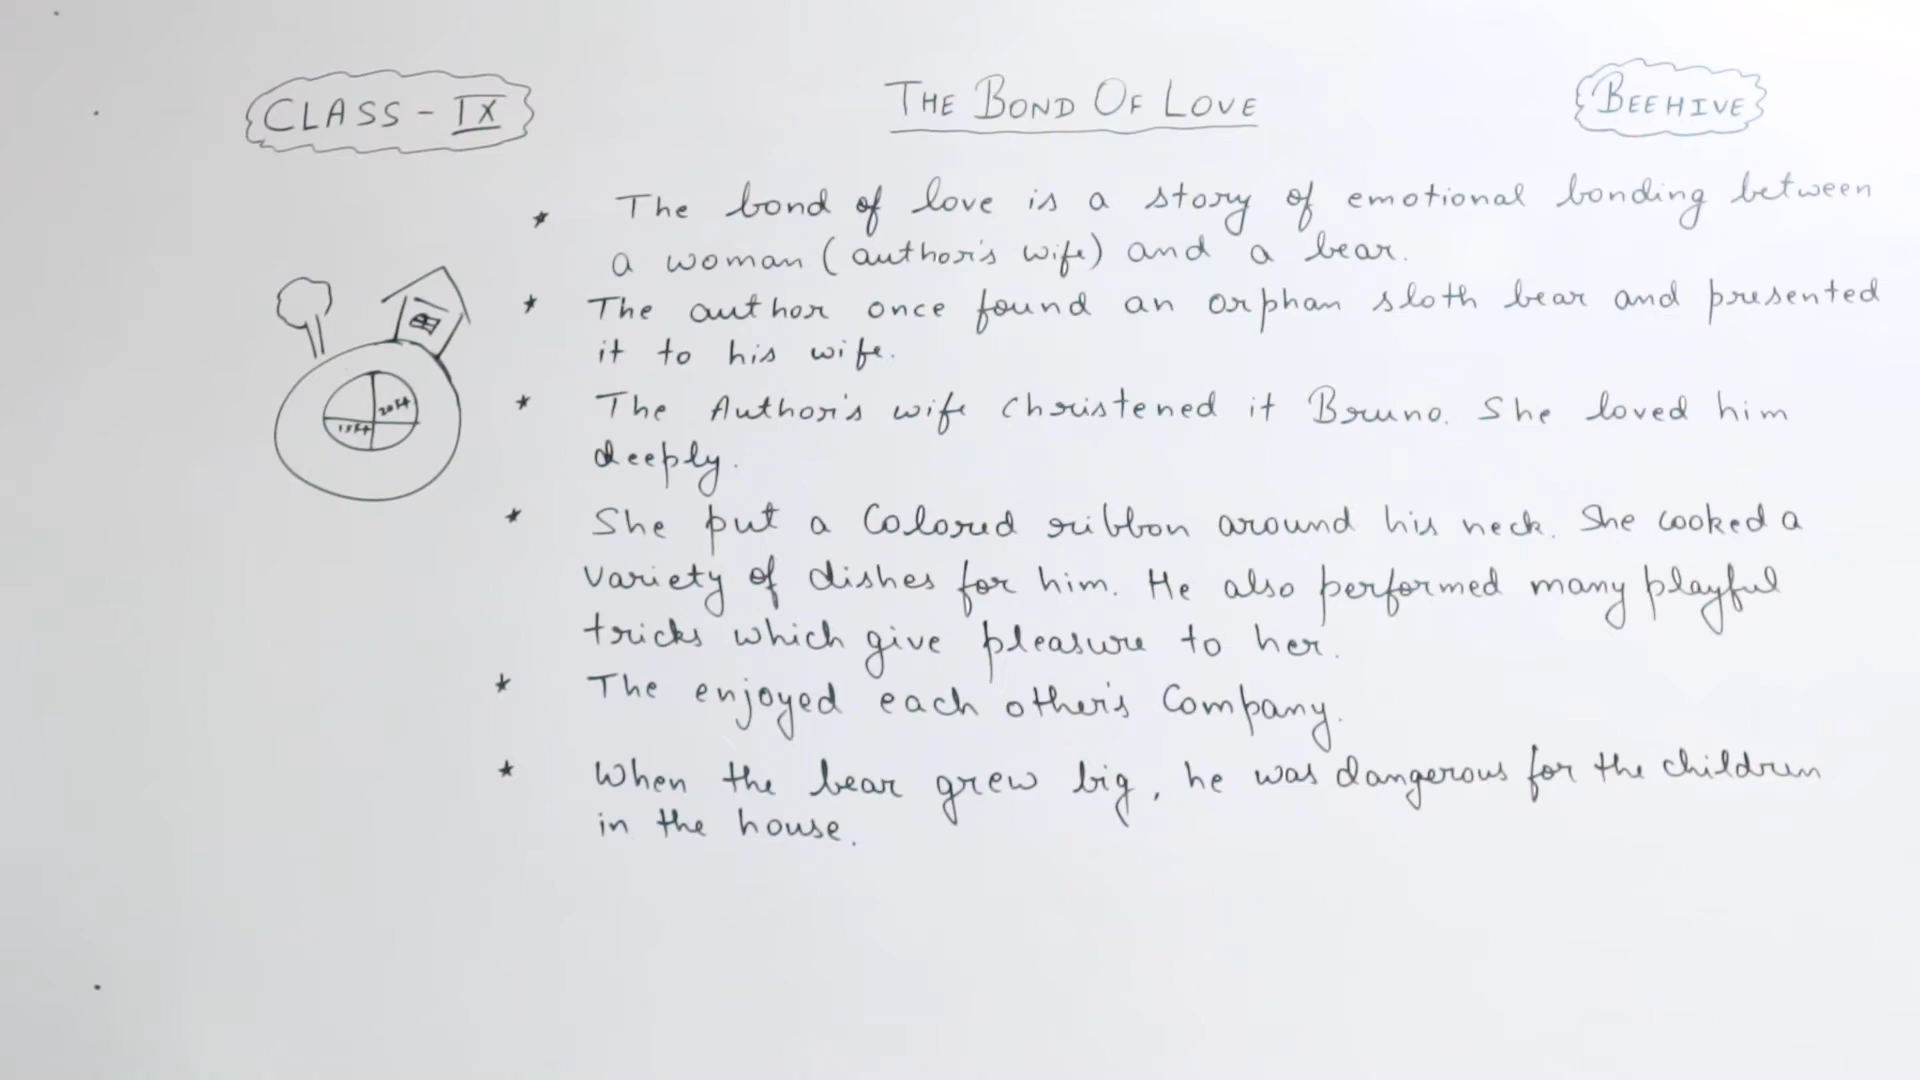 CLASS - IX
THE BOND OF LOVE
BEEHIVE
* The bond of love is a story of emotional bonding between
a woman (author's wife) and a bear.
* The author once found an orphan sloth bear and presented
it to his wife.
* The Author's wife christened it Bruno. She loved him
deeply.
* She put a Colored ribbon around his neck. She cooked a
variety of dishes for him. He also performed many playful
tricks which give pleasure to her.
* The enjoyed each other's Company.
* When the bear grew big, he was dangerous for the children
in the house.
20ft
15ft